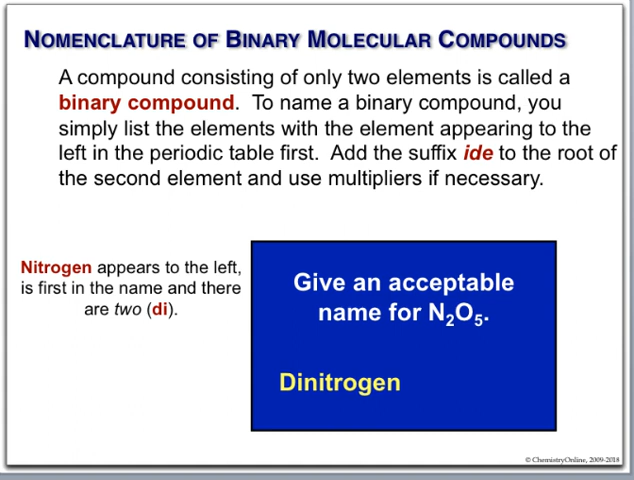 NOMENCLATURE OF BINARY MOLECULAR COMPOUNDS
A compound consisting of only two elements is called a
binary compound. To name a binary compound, you
simply list the elements with the element appearing to the
left in the periodic table first. Add the suffix ide to the root of
the second element and use multipliers if necessary.
Nitrogen appears to the left,
is first in the name and there
are two (di).
Give an acceptable
name for N₂O₅.
Dinitrogen
© ChemistryOnline, 2009-2018